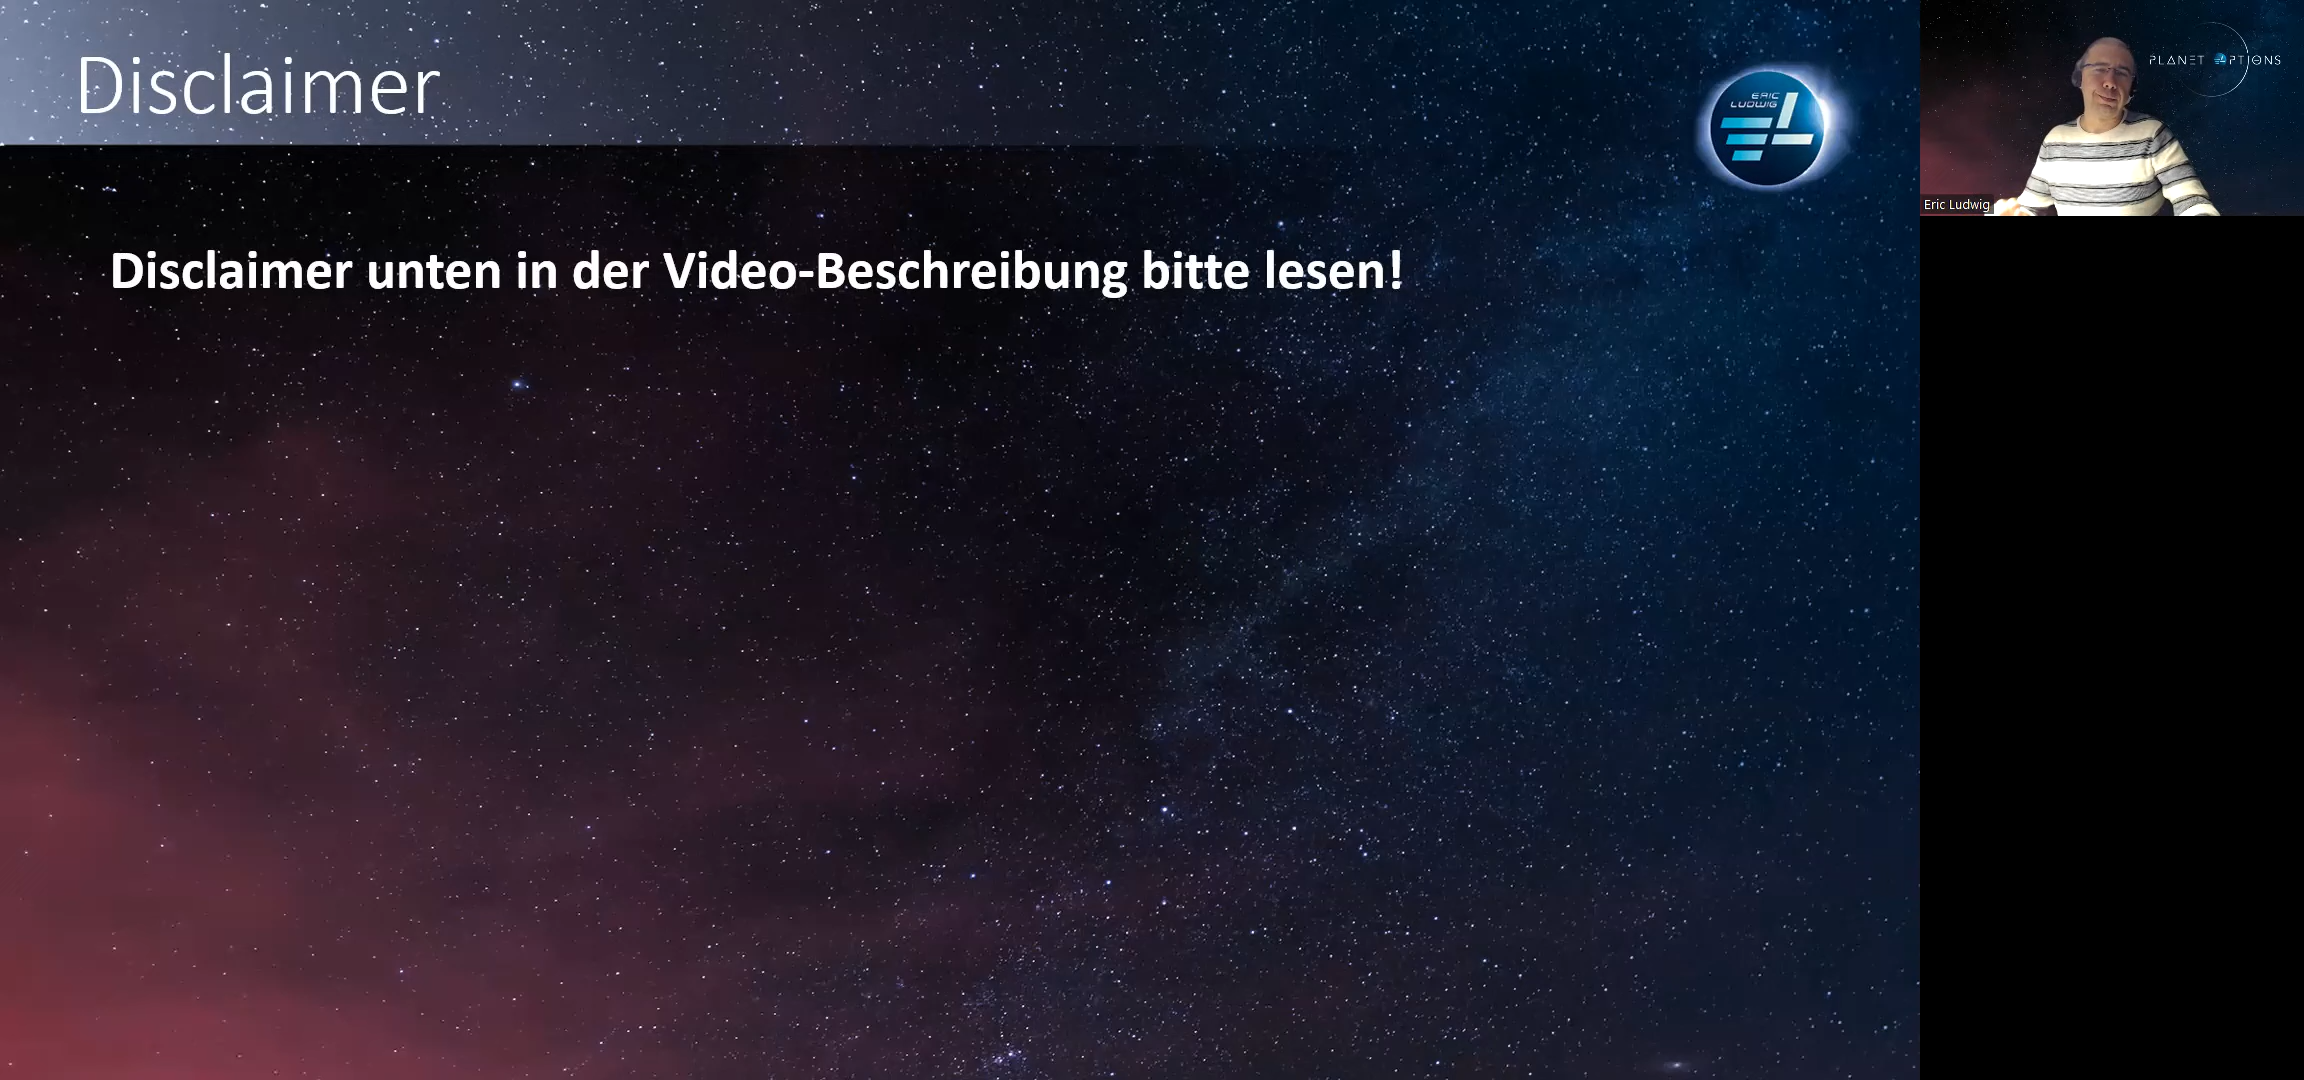 Disclaimer
ERIC
LUDWIG
Disclaimer unten in der Video-Beschreibung bitte lesen!
PLANET OPTIONS
Eric Ludwig